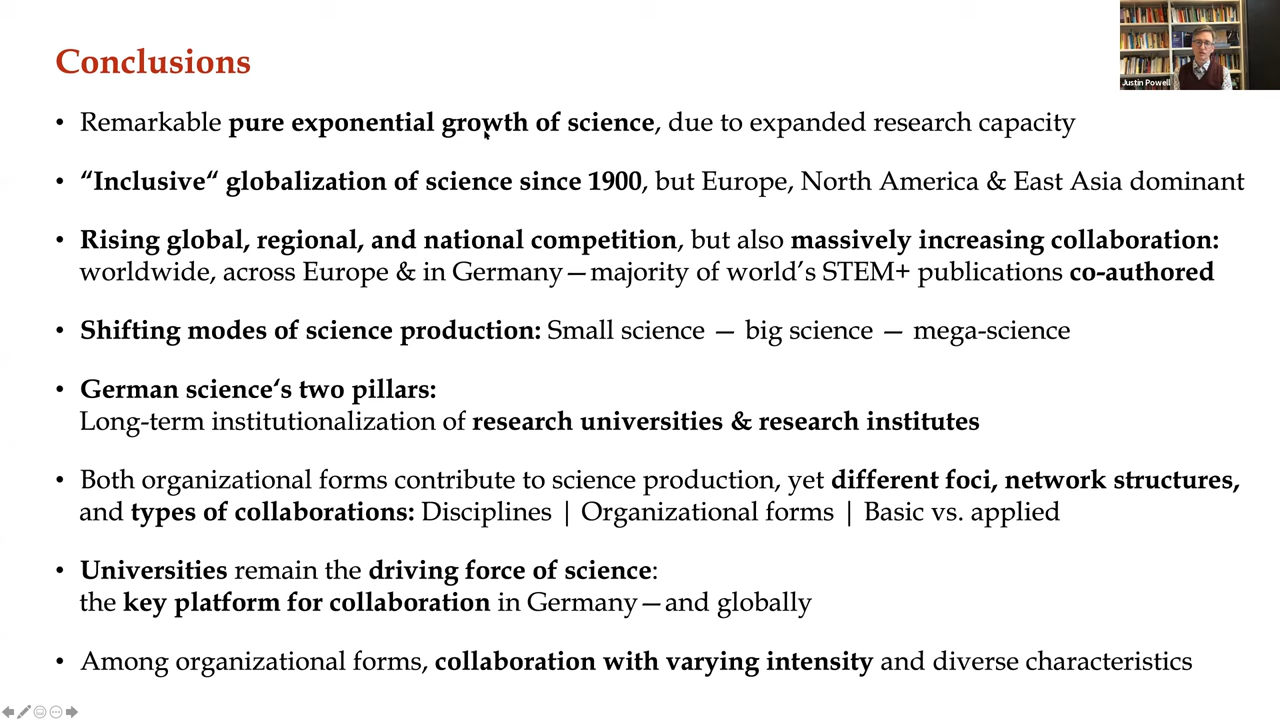 Conclusions
Justin Powell
• Remarkable pure exponential growth of science, due to expanded research capacity
• “Inclusive“ globalization of science since 1900, but Europe, North America & East Asia dominant
• Rising global, regional, and national competition, but also massively increasing collaboration:
worldwide, across Europe & in Germany—majority of world’s STEM+ publications co-authored
• Shifting modes of science production: Small science — big science — mega-science
• German science‘s two pillars:
Long-term institutionalization of research universities & research institutes
• Both organizational forms contribute to science production, yet different foci, network structures,
and types of collaborations: Disciplines | Organizational forms | Basic vs. applied
• Universities remain the driving force of science:
the key platform for collaboration in Germany—and globally
• Among organizational forms, collaboration with varying intensity and diverse characteristics